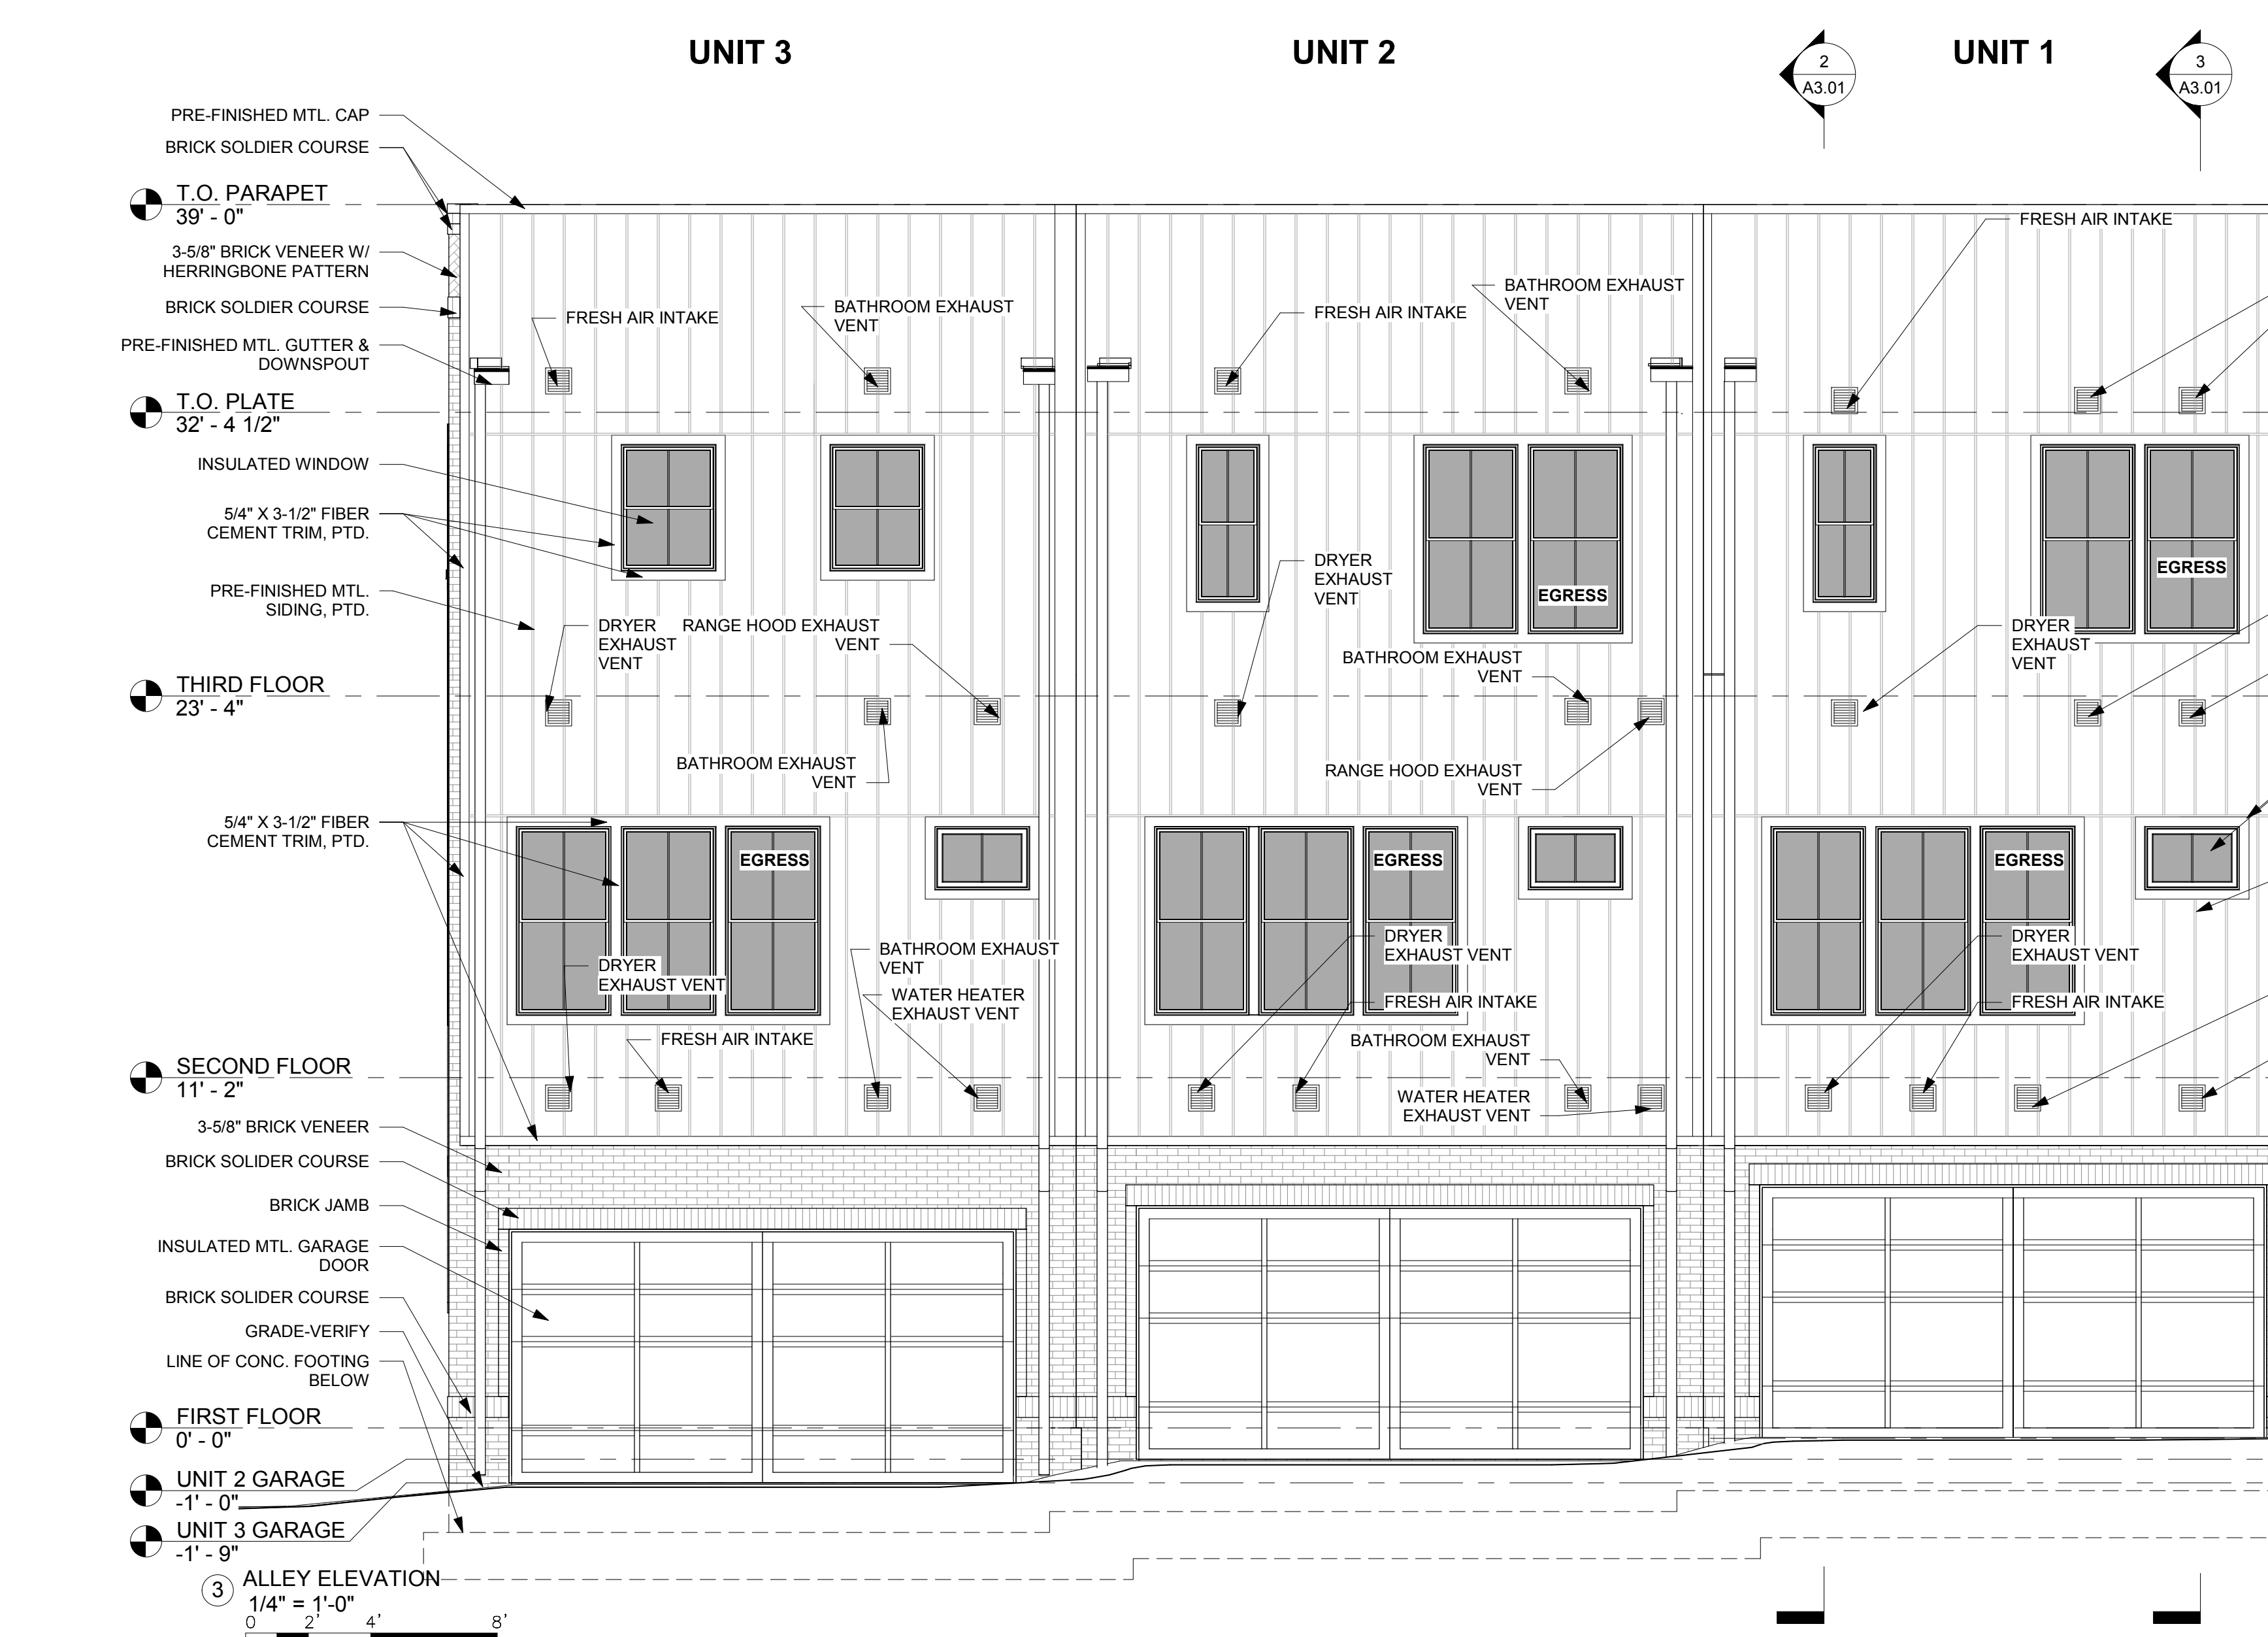 UNIT 3
UNIT 2
UNIT 1
2
A3.01
3
A3.01
PRE-FINISHED MTL. CAP
BRICK SOLDIER COURSE
T.O. PARAPET
39' - 0"
3-5/8" BRICK VENEER W/
HERRINGBONE PATTERN
BRICK SOLDIER COURSE
PRE-FINISHED MTL. GUTTER &
DOWNSPOUT
T.O. PLATE
32' - 4 1/2"
INSULATED WINDOW
5/4" X 3-1/2" FIBER
CEMENT TRIM, PTD.
PRE-FINISHED MTL.
SIDING, PTD.
THIRD FLOOR
23' - 4"
5/4" X 3-1/2" FIBER
CEMENT TRIM, PTD.
SECOND FLOOR
11' - 2"
3-5/8" BRICK VENEER
BRICK SOLIDER COURSE
BRICK JAMB
INSULATED MTL. GARAGE
DOOR
BRICK SOLIDER COURSE
GRADE-VERIFY
LINE OF CONC. FOOTING
BELOW
FIRST FLOOR
0' - 0"
UNIT 2 GARAGE
-1' - 0"
UNIT 3 GARAGE
-1' - 9"
FRESH AIR INTAKE
BATHROOM EXHAUST
VENT
DRYER
EXHAUST
VENT
RANGE HOOD EXHAUST
VENT
BATHROOM EXHAUST
VENT
EGRESS
DRYER
EXHAUST VENT
BATHROOM EXHAUST
VENT
WATER HEATER
EXHAUST VENT
FRESH AIR INTAKE
FRESH AIR INTAKE
BATHROOM EXHAUST
VENT
DRYER
EXHAUST
VENT
EGRESS
BATHROOM EXHAUST
VENT
RANGE HOOD EXHAUST
VENT
EGRESS
DRYER
EXHAUST VENT
FRESH AIR INTAKE
BATHROOM EXHAUST
VENT
WATER HEATER
EXHAUST VENT
FRESH AIR INTAKE
EGRESS
DRYER
EXHAUST
VENT
EGRESS
DRYER
EXHAUST VENT
FRESH AIR INTAKE
3
ALLEY ELEVATION
1/4" = 1'-0"
0 2' 4' 8'